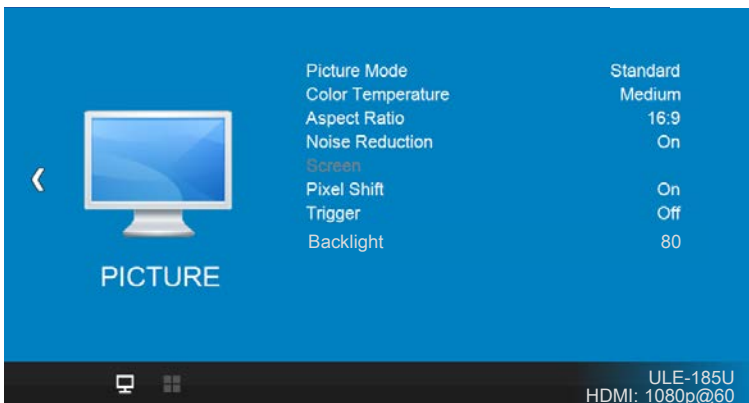 Picture Mode Standard
Color Temperature Medium
Aspect Ratio 16:9
Noise Reduction On
Screen
Pixel Shift On
Trigger Off
Backlight 80
PICTURE
ULE-185U
HDMI: 1080p@60